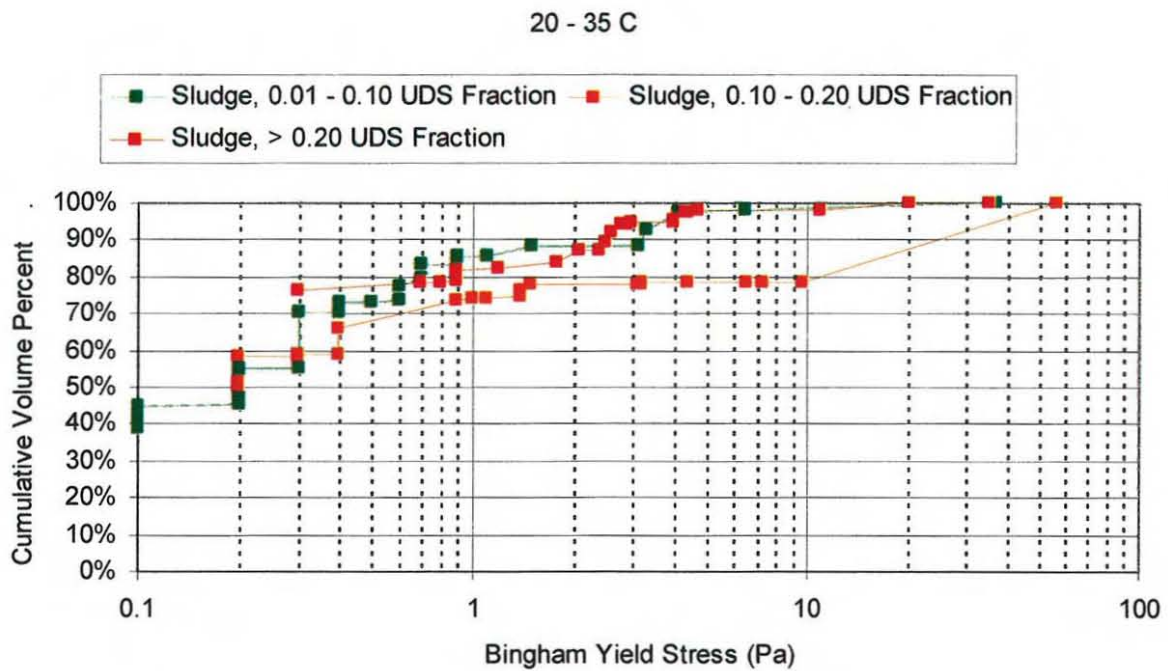 20 - 35 C
Sludge, 0.01 - 0.10 UDS Fraction
Sludge, 0.10 - 0.20 UDS Fraction
Sludge, > 0.20 UDS Fraction
Cumulative Volume Percent
100%
90%
80%
70%
60%
50%
40%
30%
20%
10%
0%
0.1
1
10
100
Bingham Yield Stress (Pa)